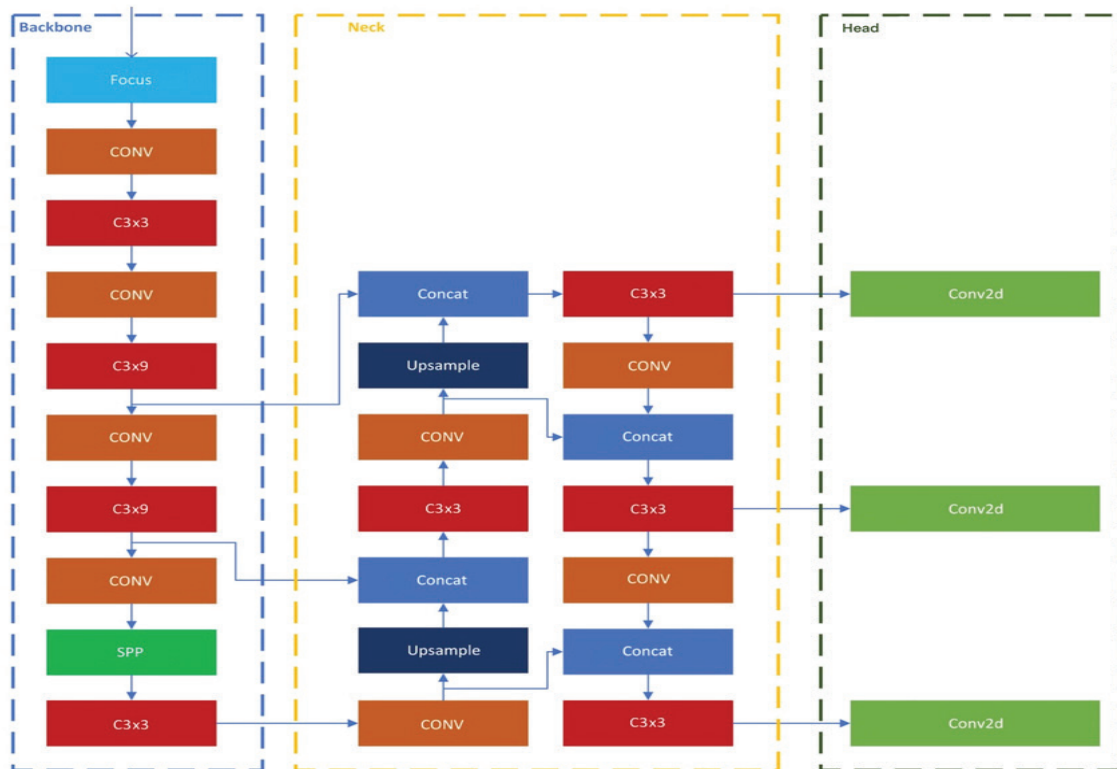 Backbone
Focus
CONV
C3x3
CONV
C3x9
CONV
C3x9
CONV
SPP
C3x3
Neck
Concat
Upsample
CONV
C3x3
Concat
Upsample
CONV
C3x3
CONV
Concat
C3x3
CONV
Concat
C3x3
Head
Conv2d
Conv2d
Conv2d